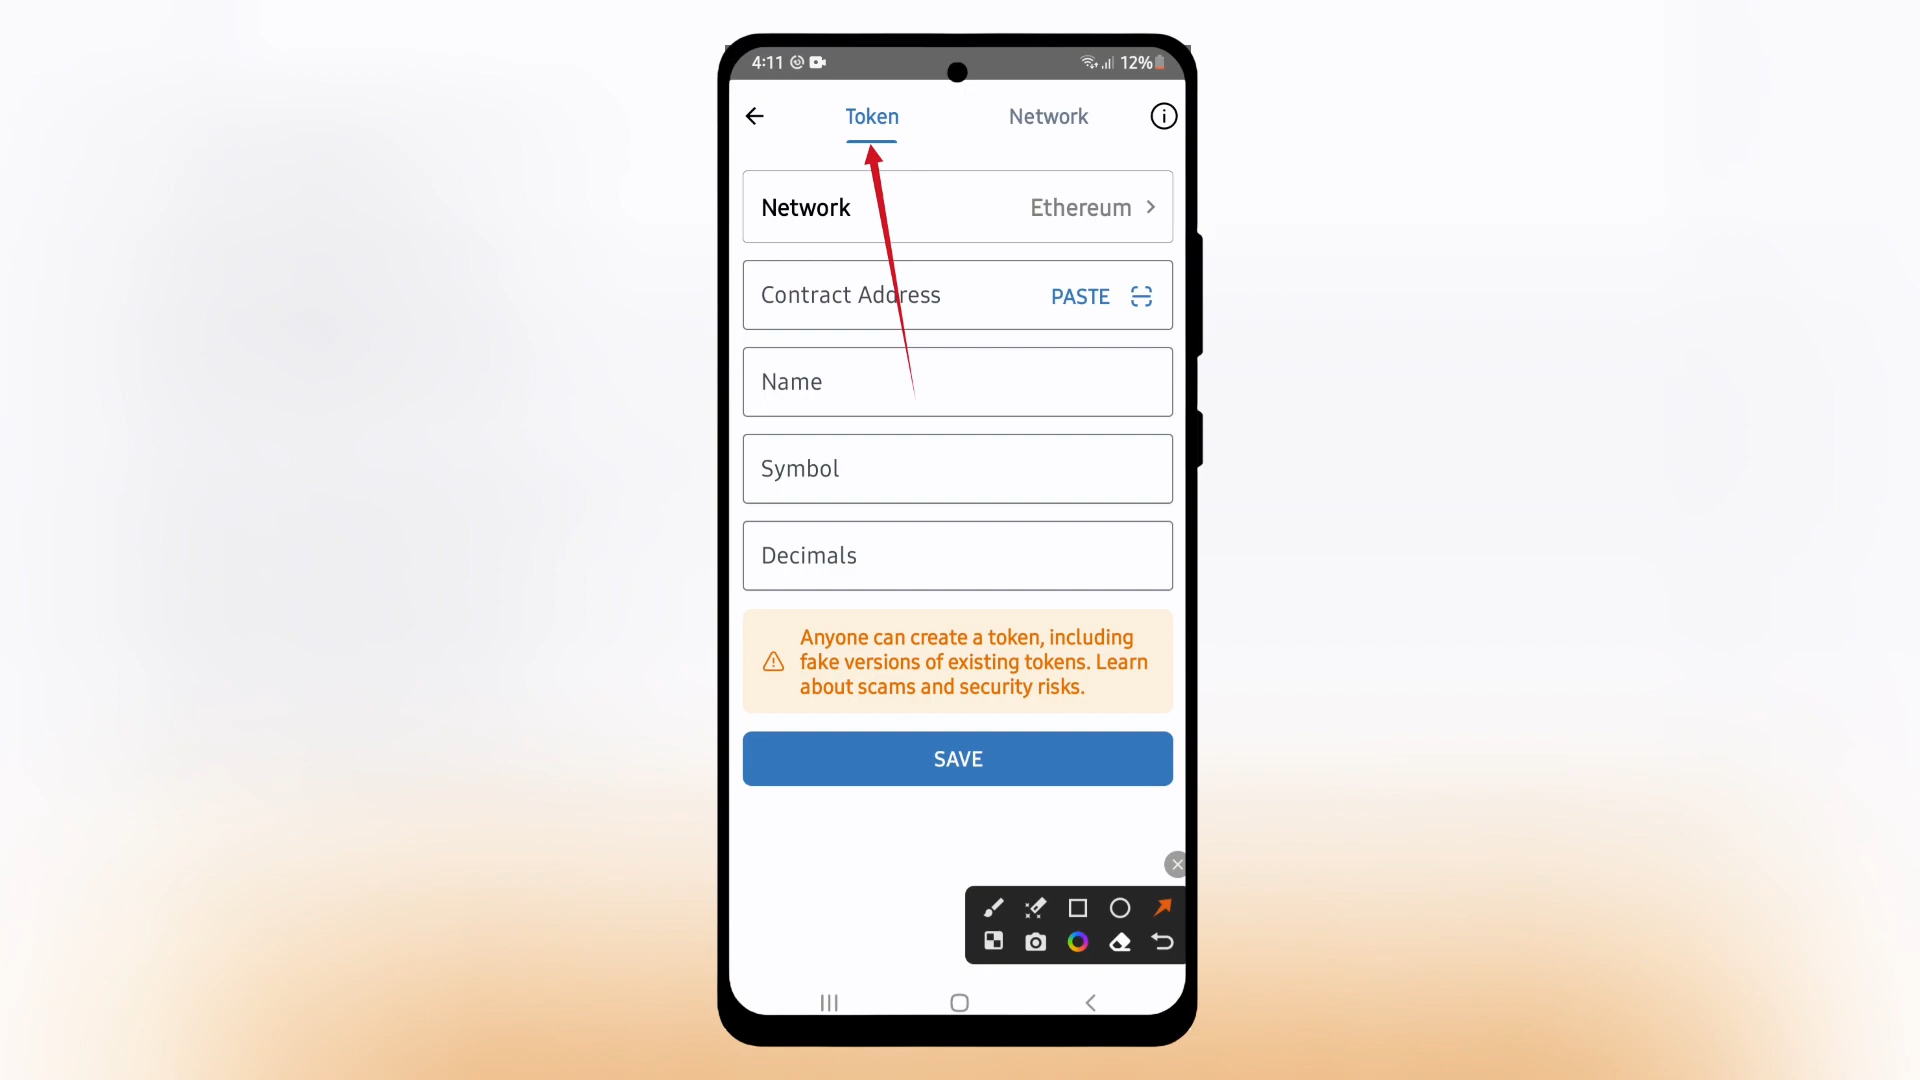 4:11 12%
Token Network
Network Ethereum
Contract Address PASTE
Name
Symbol
Decimals
Anyone can create a token, including
fake versions of existing tokens. Learn
about scams and security risks.
SAVE